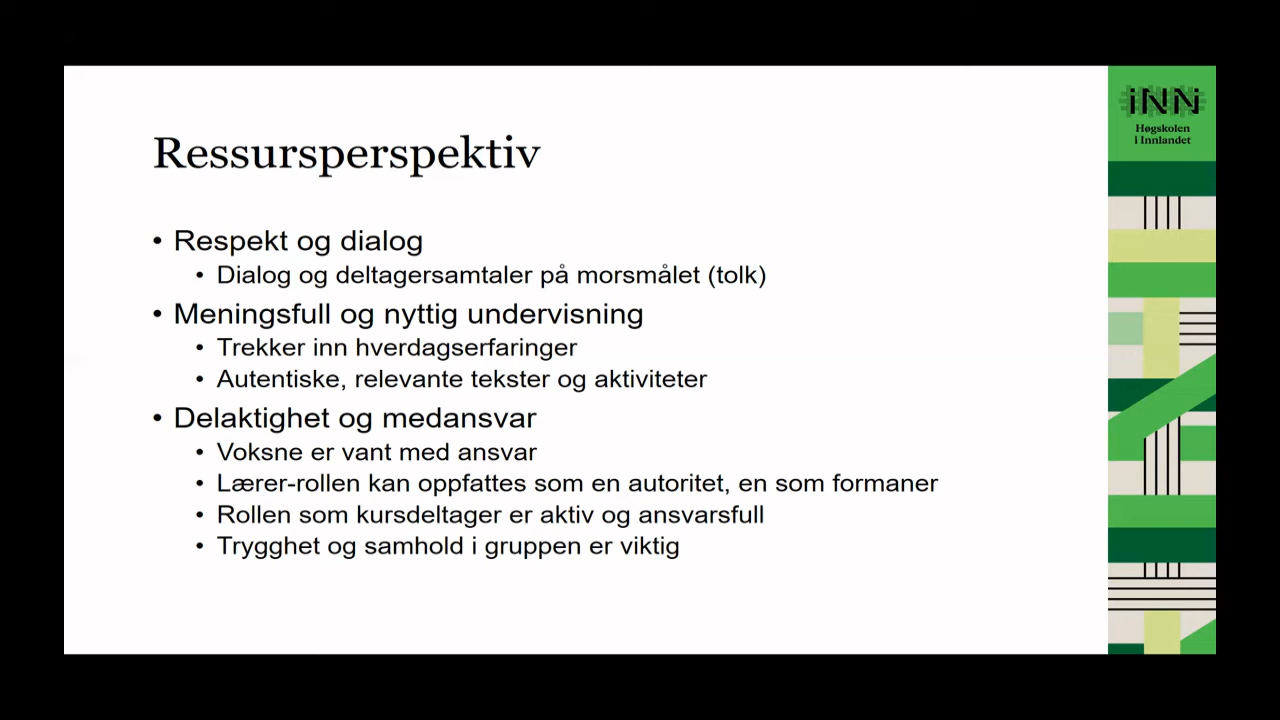 Ressursperspektiv
• Respekt og dialog
• Dialog og deltagersamtaler på morsmålet (tolk)
• Meningsfull og nyttig undervisning
• Trekker inn hverdagserfaringer
• Autentiske, relevante tekster og aktiviteter
• Delaktighet og medansvar
• Voksne er vant med ansvar
• Lærer-rollen kan oppfattes som en autoritet, en som formaner
• Rollen som kursdeltager er aktiv og ansvarsfull
• Trygghet og samhold i gruppen er viktig
iNN
Høgskolen
i Innlandet